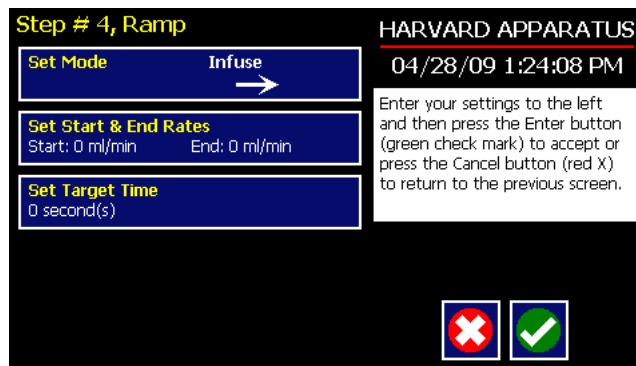 Step # 4, Ramp
Set Mode Infuse
Set Start & End Rates
Start: 0 ml/min End: 0 ml/min
Set Target Time
0 second(s)
HARVARD APPARATUS
04/28/09 1:24:08 PM
Enter your settings to the left
and then press the Enter button
(green check mark) to accept or
press the Cancel button (red X)
to return to the previous screen.